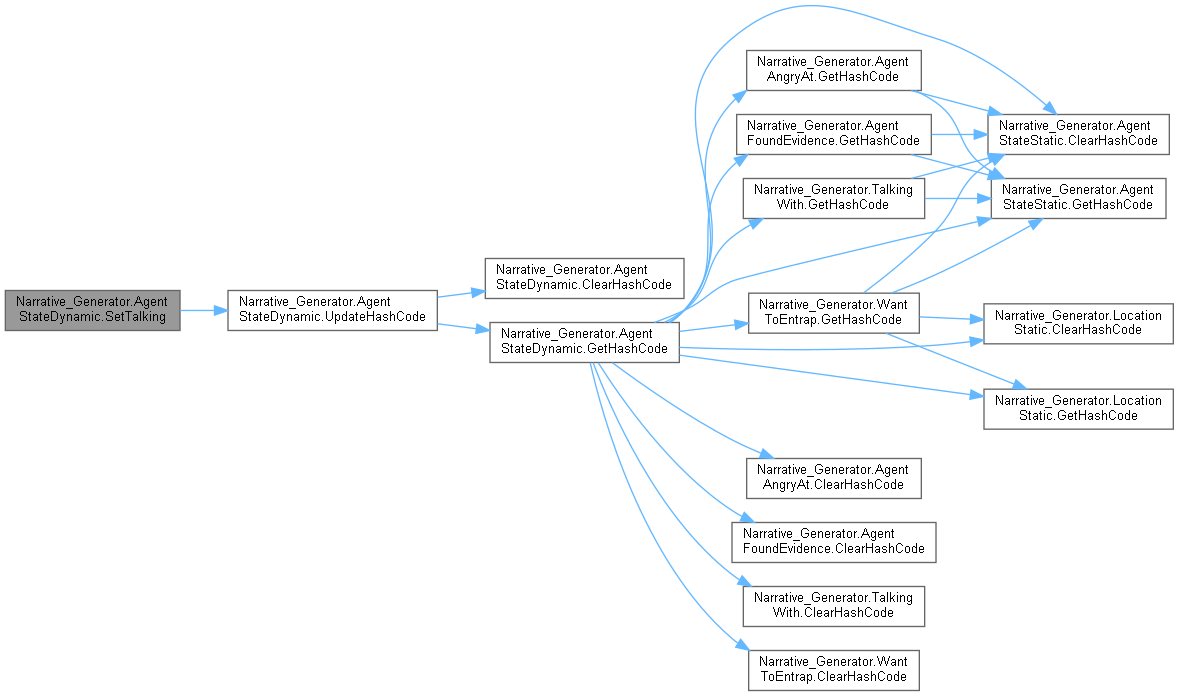 Narrative_Generator.Agent
StateDynamic.SetTalking
Narrative_Generator.Agent
StateDynamic.UpdateHashCode
Narrative_Generator.Agent
StateDynamic.ClearHashCode
Narrative_Generator.Agent
StateDynamic.GetHashCode
Narrative_Generator.Agent
AngryAt.GetHashCode
Narrative_Generator.Agent
FoundEvidence.GetHashCode
Narrative_Generator.Talking
With.GetHashCode
Narrative_Generator.Want
ToEntrap.GetHashCode
Narrative_Generator.Agent
AngryAt.ClearHashCode
Narrative_Generator.Agent
FoundEvidence.ClearHashCode
Narrative_Generator.Talking
With.ClearHashCode
Narrative_Generator.Want
ToEntrap.ClearHashCode
Narrative_Generator.Agent
StateStatic.ClearHashCode
Narrative_Generator.Agent
StateStatic.GetHashCode
Narrative_Generator.Location
Static.ClearHashCode
Narrative_Generator.Location
Static.GetHashCode